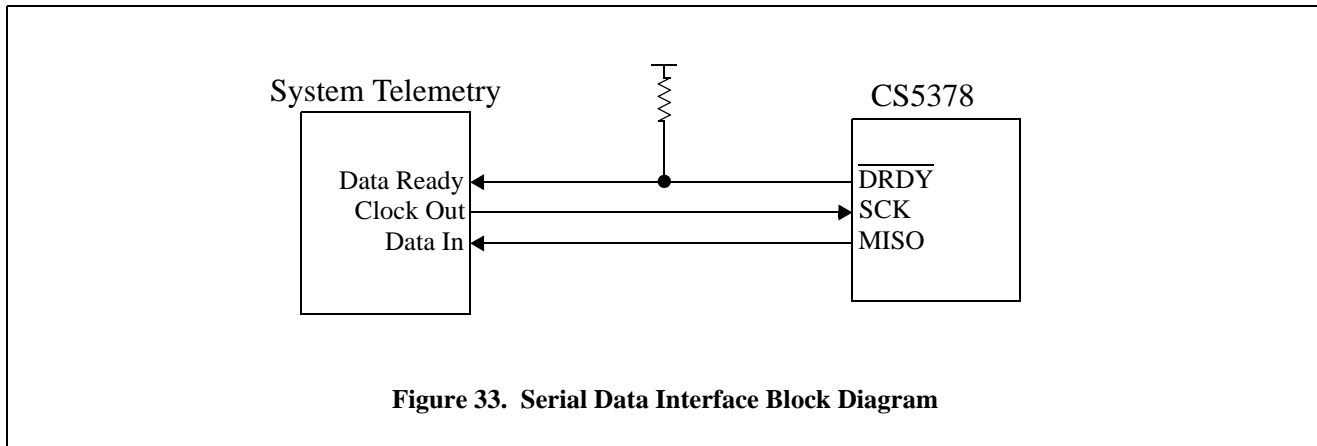 System Telemetry
CS5378
Data Ready
DRDY
Clock Out
SCK
Data In
MISO
Figure 33. Serial Data Interface Block Diagram